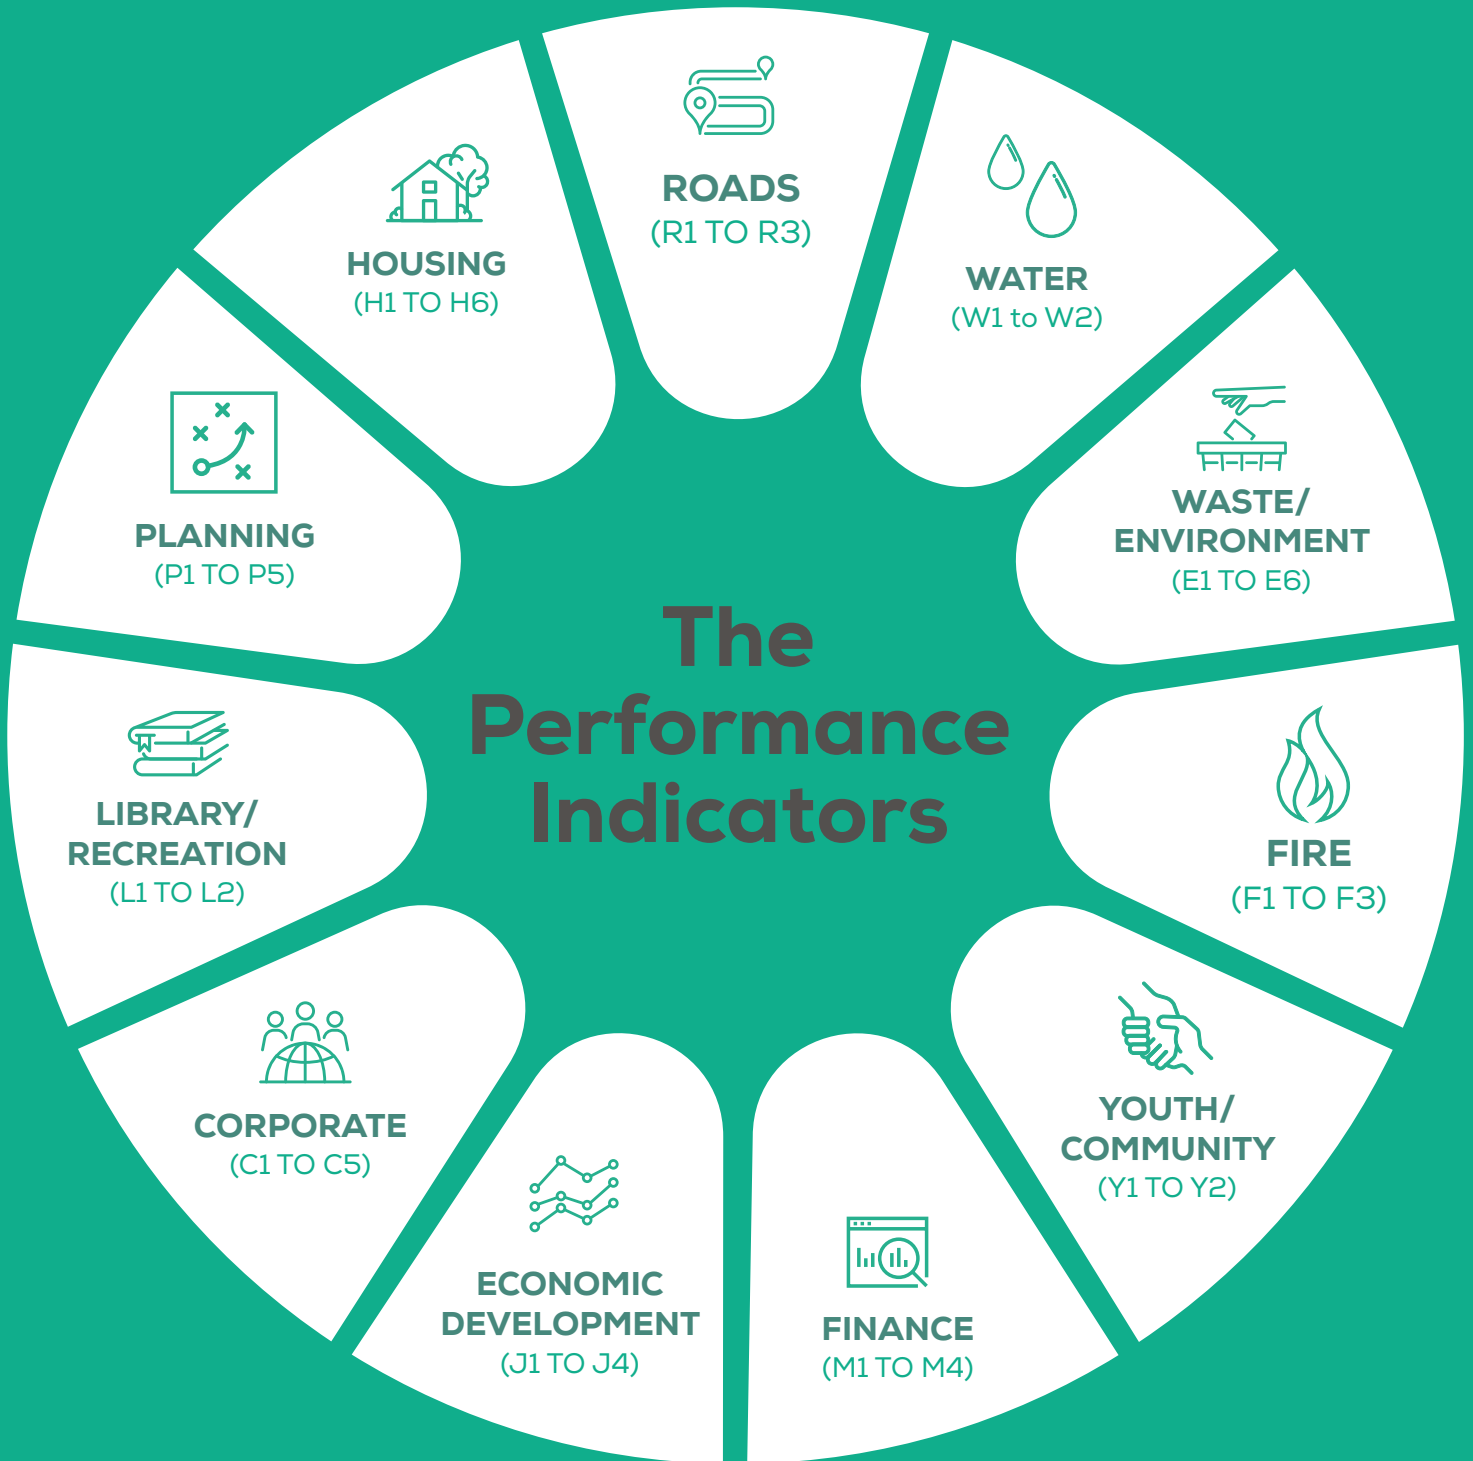 The
Performance
Indicators
ROADS
(R1 TO R3)
WATER
(W1 to W2)
WASTE/
ENVIRONMENT
(E1 TO E6)
FIRE
(F1 TO F3)
YOUTH/
COMMUNITY
(Y1 TO Y2)
FINANCE
(M1 TO M4)
ECONOMIC
DEVELOPMENT
(J1 TO J4)
CORPORATE
(C1 TO C5)
LIBRARY/
RECREATION
(L1 TO L2)
PLANNING
(P1 TO P5)
HOUSING
(H1 TO H6)